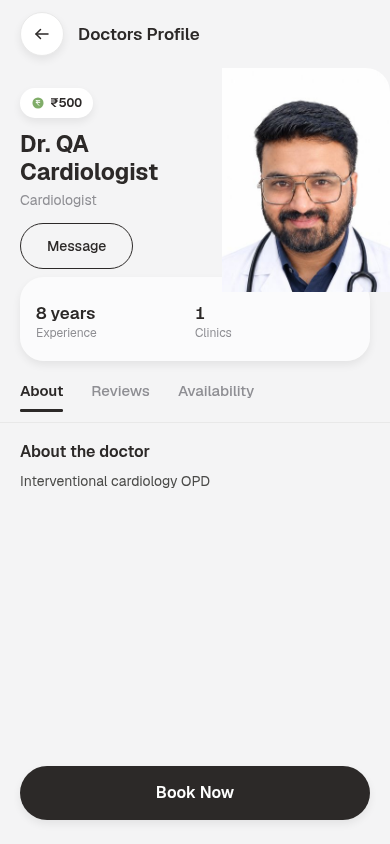 Doctors Profile
₹500
Dr. QA
Cardiologist
Cardiologist
Message
8 years
Experience
1
Clinics
About
Reviews
Availability
About the doctor
Interventional cardiology OPD
Book Now